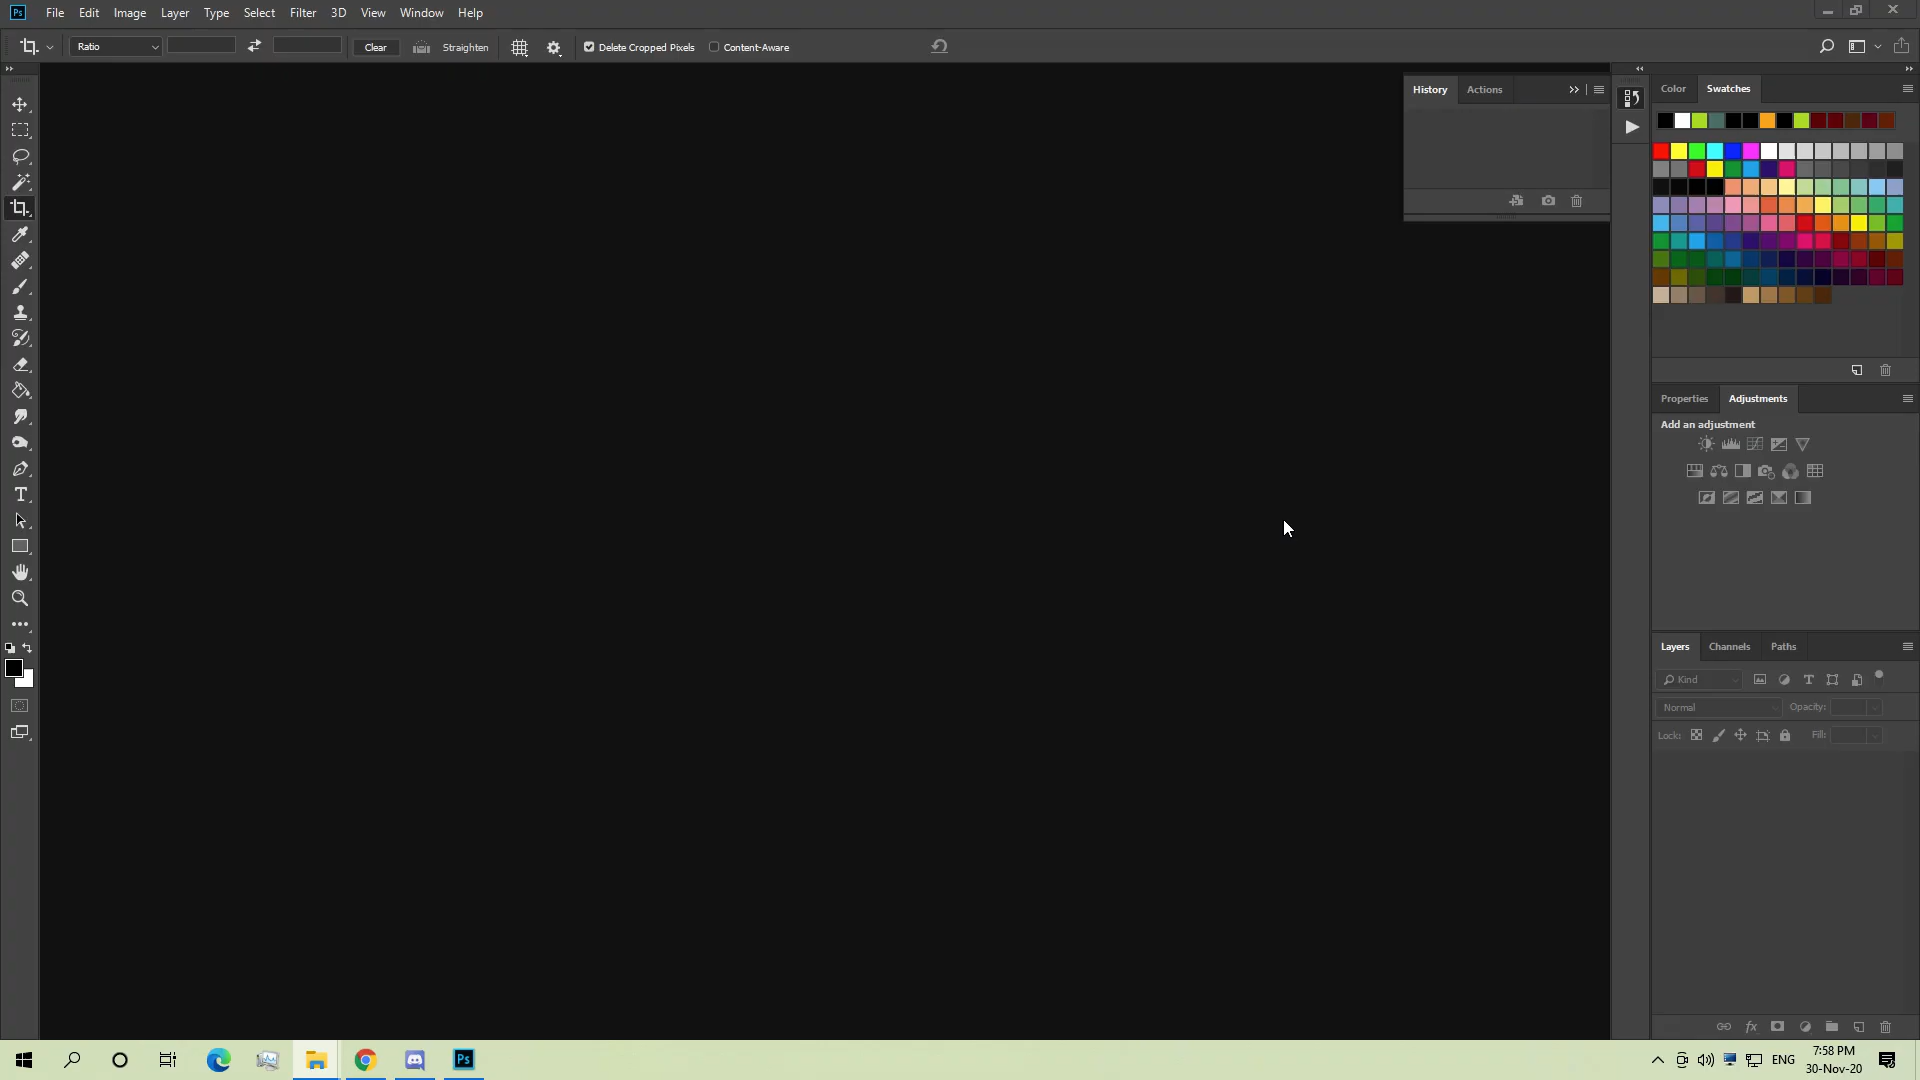 Ps File Edit Image Layer Type Select Filter 3D View Window Help
Ratio Clear Straighten Delete Cropped Pixels Content-Aware
History Actions
Color Swatches
Properties Adjustments
Add an adjustment
Layers Channels Paths
Kind
Normal Opacity:
Lock: Fill:
Ps ENG 7:58 PM
30-Nov-20